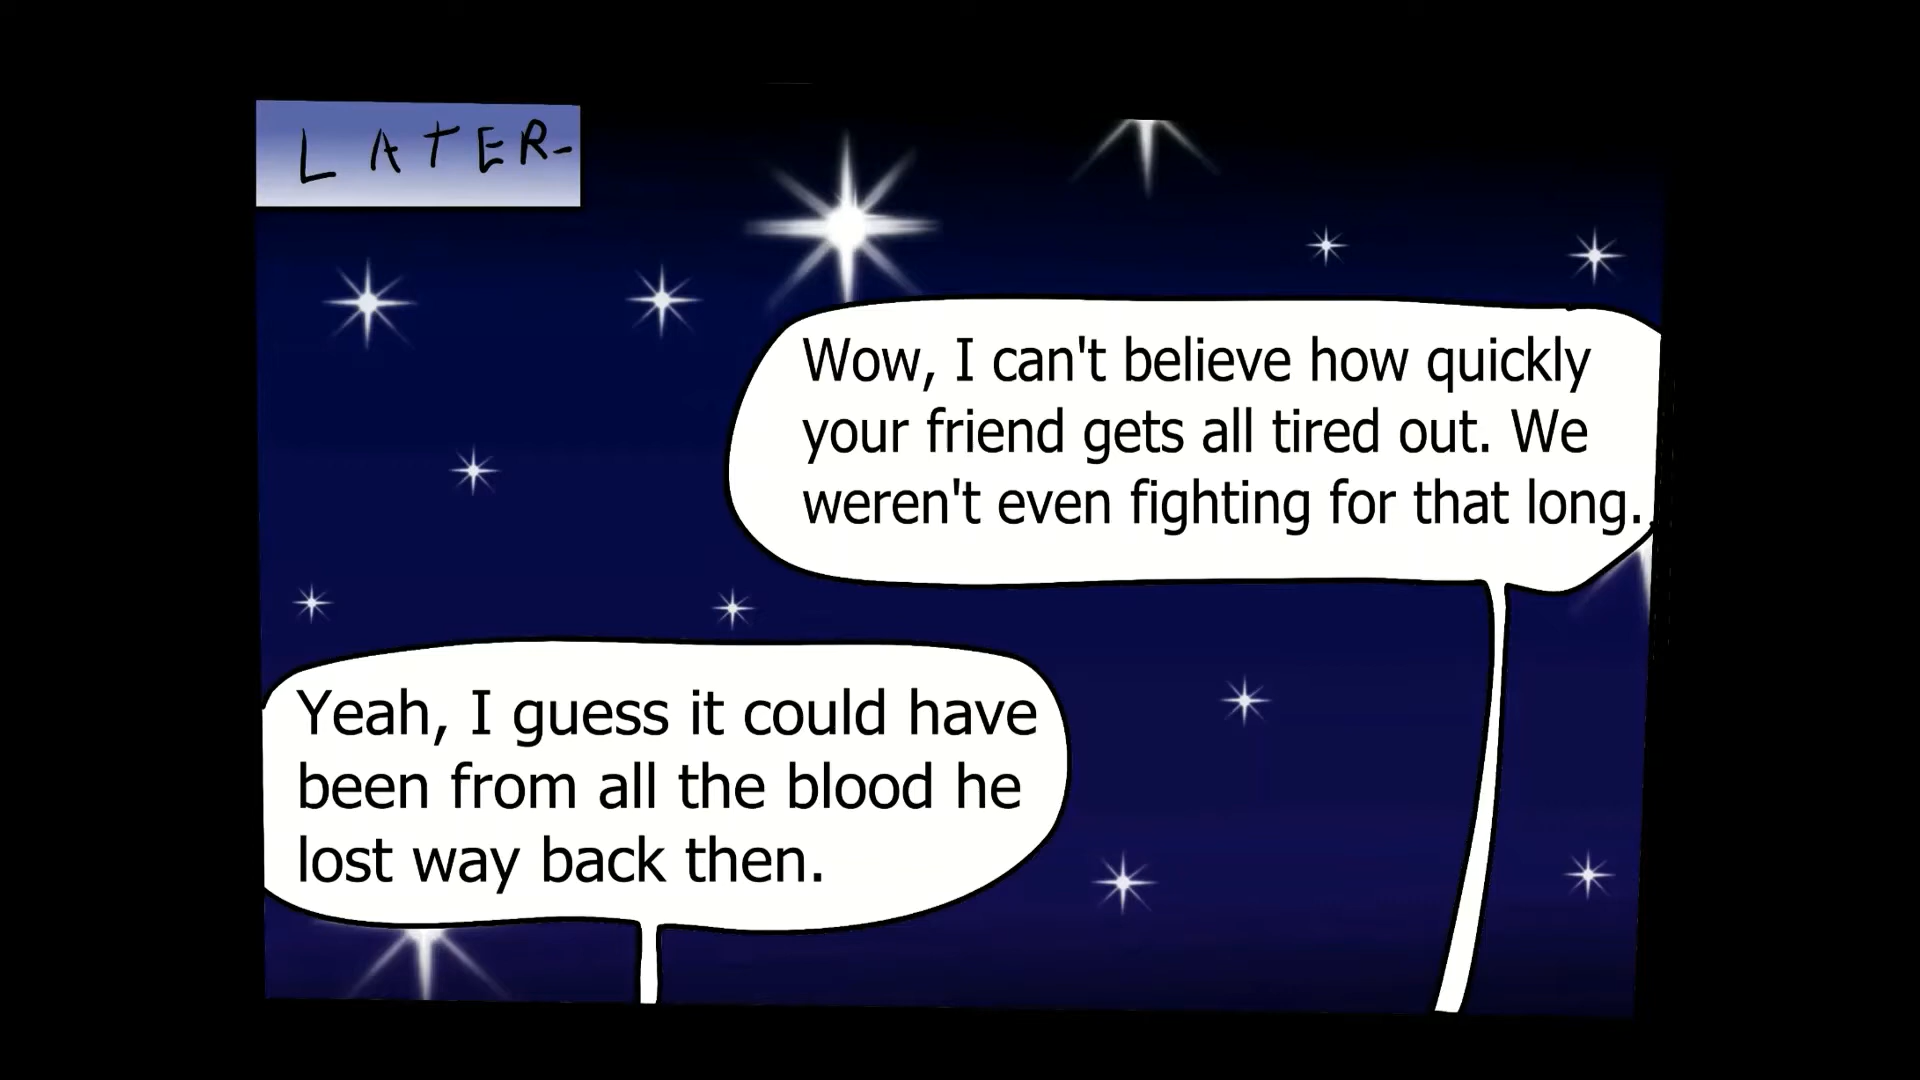 LATER-
Wow, I can't believe how quickly
your friend gets all tired out. We
weren't even fighting for that long.
Yeah, I guess it could have
been from all the blood he
lost way back then.